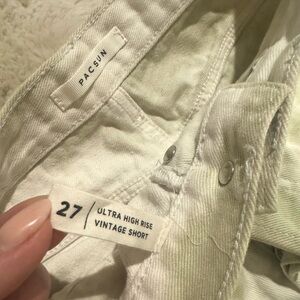 PACSUN
27 | ULTRA HIGH RISE
VINTAGE SHORT